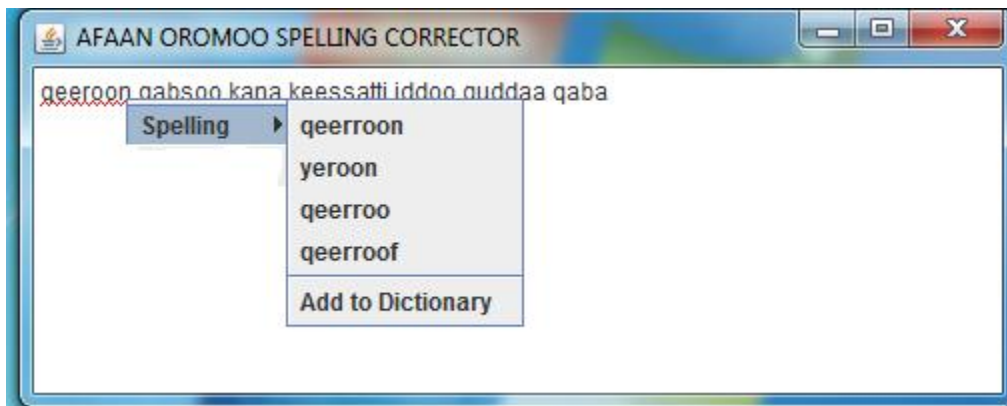 AFAAN OROMOO SPELLING CORRECTOR
qeeroon qabsoo kana keessatti iddoo guddaa qaba
Spelling
qeerroon
yeroon
qeerroo
qeerroof
Add to Dictionary